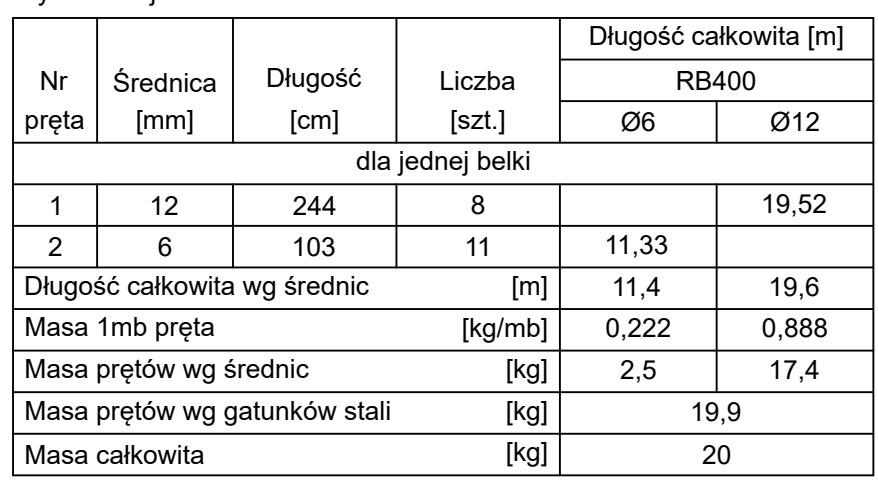 Nr pręta Średnica [mm] Długość [cm] Liczba [szt.] Długość całkowita [m]
RB400
Ø6 Ø12
dla jednej belki
1 12 244 8 19,52
2 6 103 11 11,33
Długość całkowita wg średnic [m] 11,4 19,6
Masa 1mb pręta [kg/mb] 0,222 0,888
Masa prętów wg średnic [kg] 2,5 17,4
Masa prętów wg gatunków stali [kg] 19,9
Masa całkowita [kg] 20